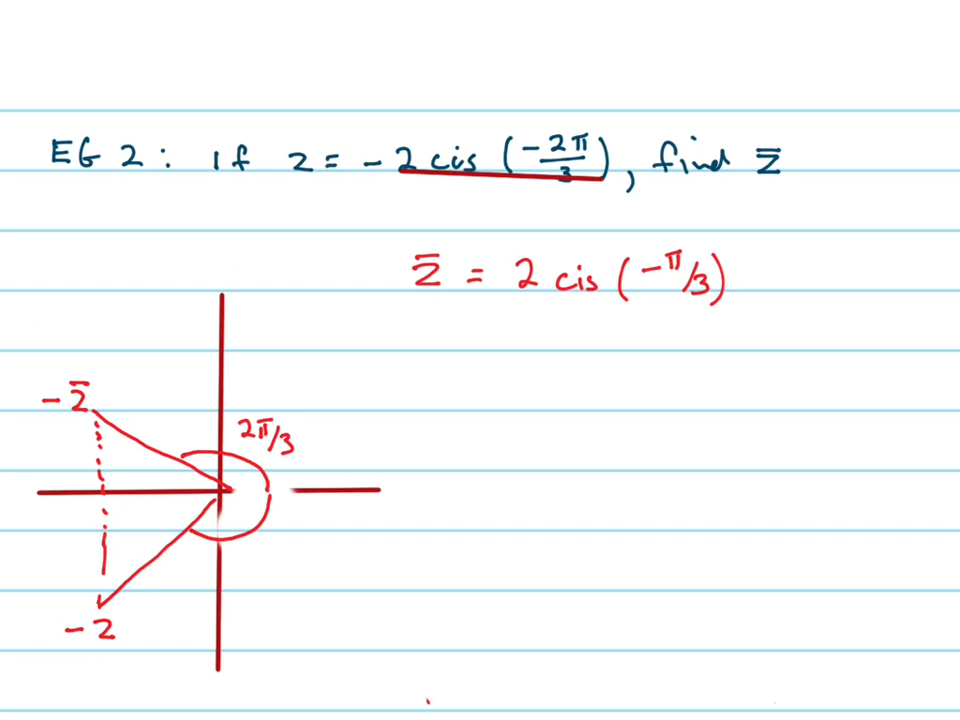 EG 2: If z = -2 cis (-2π/3), find z̅
z̅ = 2 cis (-π/3)
-z̅
2π/3
-z